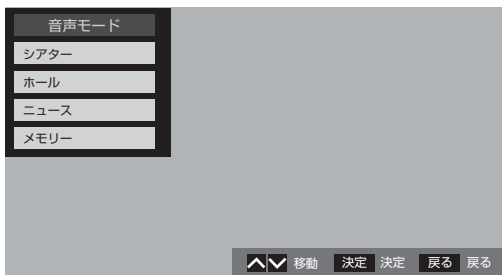 音声モード
シアター
ホール
ニュース
メモリー
移動 決定 決定 戻る 戻る